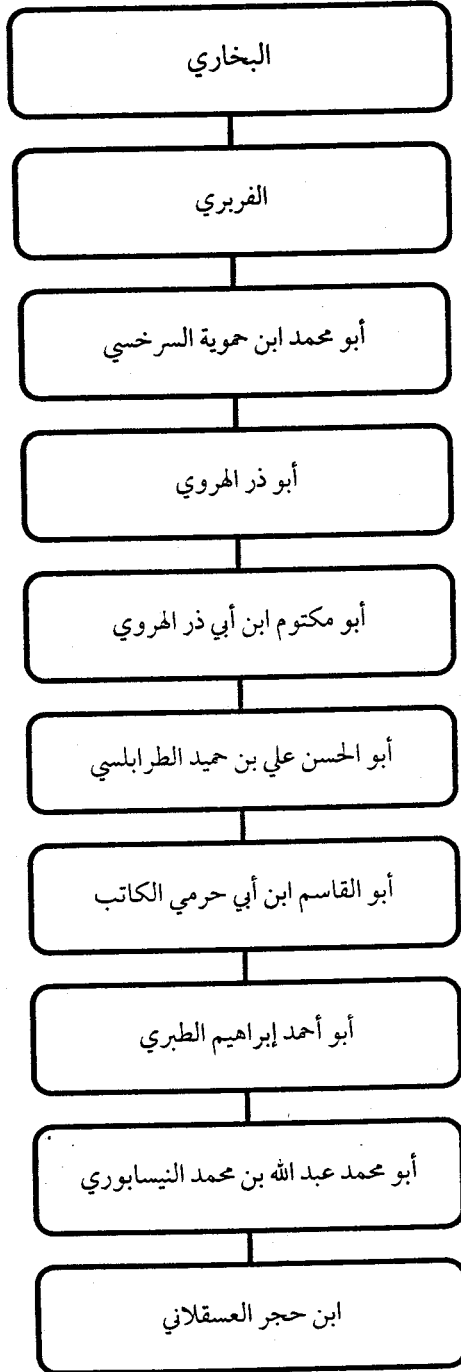 البخاري
الفربري
أبو محمد ابن حموية السرخسي
أبو ذر الهروي
أبو مكتوم ابن أبي ذر الهروي
أبو الحسن علي بن حميد الطرابلسي
أبو القاسم ابن أبي حرمي الكاتب
أبو أحمد إبراهيم الطبري
أبو محمد عبد الله بن محمد النيسابوري
ابن حجر العسقلاني